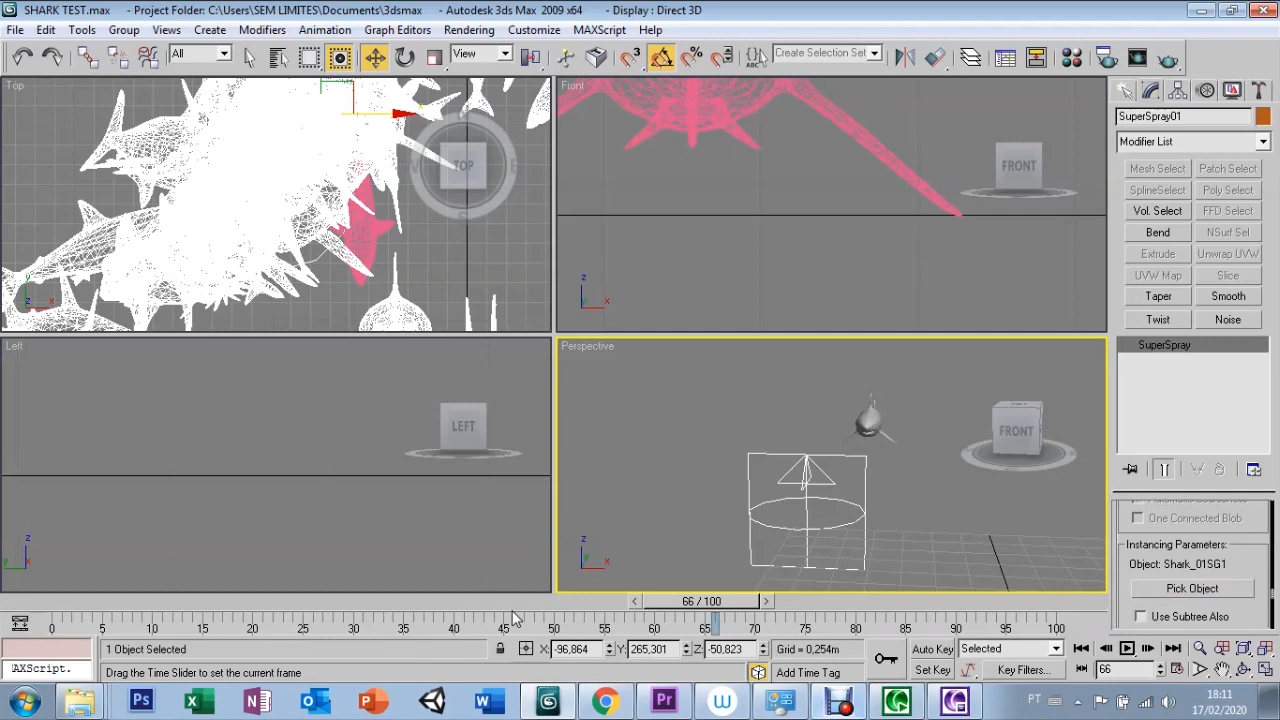 SHARK TEST.max - Project Folder: C:\Users\SEM LIMITES\Documents\3dsmax - Autodesk 3ds Max 2009 x64 - Display : Direct 3D
File Edit Tools Group Views Create Modifiers Animation Graph Editors Rendering Customize MAXScript Help
All View 3 % ABC Create Selection Set
Top Front
SuperSpray01
TOP FRONT
Modifier List
Mesh Select Patch Select
SplineSelect Poly Select
Vol. Select FFD Select
Bend NSurf Sel
Extrude Unwrap UVW
UVW Map Slice
Taper Smooth
Twist Noise
z
y x
z
x
z
y x
Left Perspective
SuperSpray
LEFT FRONT
One Connected Blob
Instancing Parameters:
Object: Shark_01SG1
Pick Object
Use Subtree Also
z
y x
z
y x
< 66 / 100 >
0 5 10 15 20 25 30 35 40 45 50 55 60 65 70 75 80 85 90 95 100
1 Object Selected X: -96,864 Y: 265,301 Z: -50,823 Grid = 0,254m Auto Key Selected
AXScript. Drag the Time Slider to set the current frame Add Time Tag Set Key Key Filters... 66
Ps X N O P W Pr W PT 18:11
17/02/2020